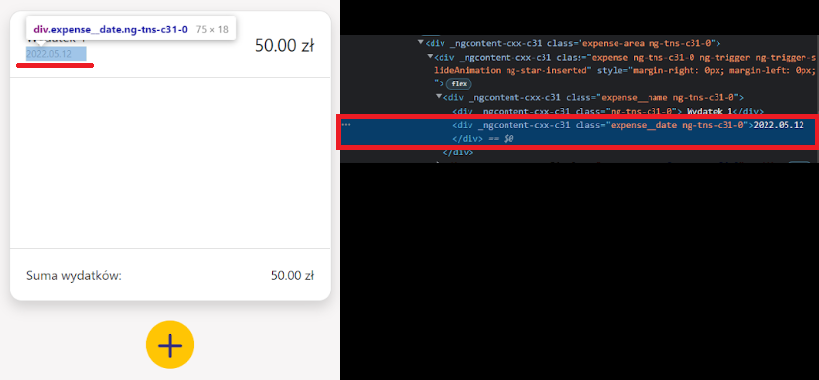 div.expense__date.ng-tns-c31-0 75 × 18
50.00 zł
2022.05.12
Suma wydatków:
50.00 zł
<div _ngcontent-cxx-c31 class="expense-area ng-tns-c31-0">
<div _ngcontent-cxx-c31 class="expense ng-tns-c31-0 ng-trigger ng-trigger-s
lideAnimation ng-star-inserted" style="margin-right: 0px; margin-left: 0px;
"> flex
<div _ngcontent-cxx-c31 class="expense__name ng-tns-c31-0">
<div _ngcontent-cxx-c31 class="ng-tns-c31-0"> Wydatek 1</div>
<div _ngcontent-cxx-c31 class="expense__date ng-tns-c31-0">2022.05.12
</div> == $0
</div>